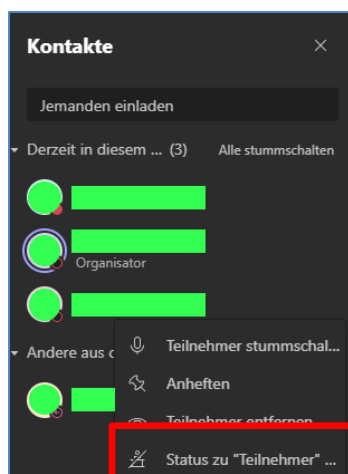 Kontakte
Jemanden einladen
Derzeit in diesem ... (3) Alle stummschalten
Organisator
Andere aus
Teilnehmer stummschal...
Anheften
Teilnehmer entfernen
Status zu "Teilnehmer" ...